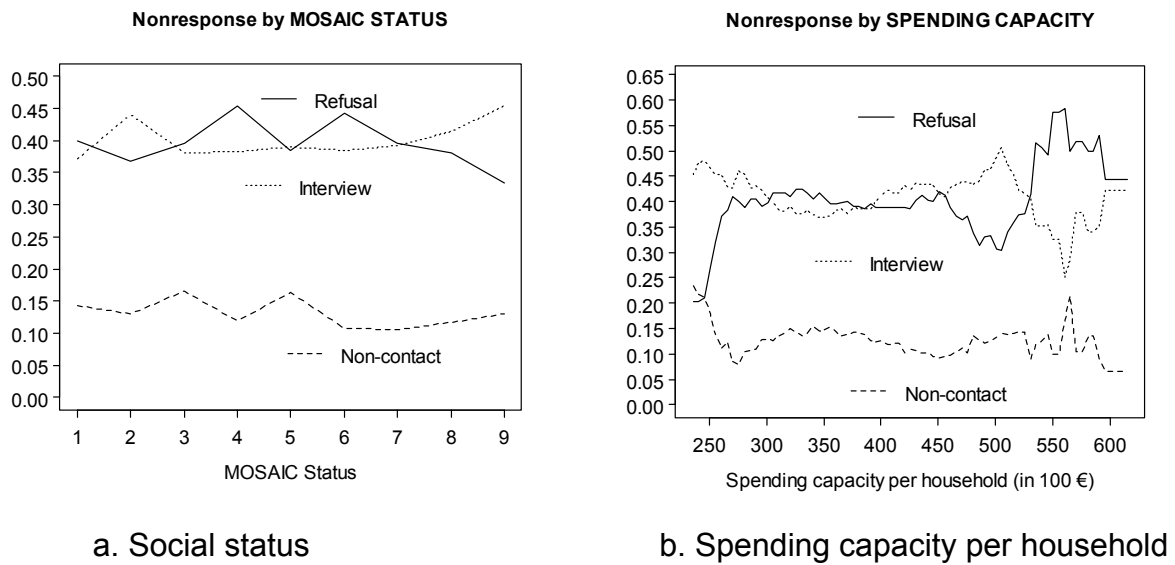 Nonresponse by MOSAIC STATUS
0.50
0.45
0.40
0.35
0.30
0.25
0.20
0.15
0.10
0.05
0.00
Refusal
Interview
Non-contact
1 2 3 4 5 6 7 8 9
MOSAIC Status
a. Social status
Nonresponse by SPENDING CAPACITY
0.65
0.60
0.55
0.50
0.45
0.40
0.35
0.30
0.25
0.20
0.15
0.10
0.05
0.00
Refusal
Interview
Non-contact
250 300 350 400 450 500 550 600
Spending capacity per household (in 100 €)
b. Spending capacity per household